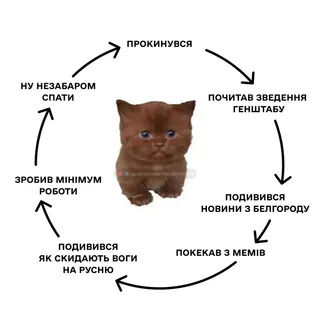 ПРОКИНУВСЯ
ПОЧИТАВ ЗВЕДЕННЯ
ГЕНШТАБУ
ПОДИВИВСЯ
НОВИНИ З БЕЛГОРОДУ
ПОКЕКАВ З МЕМІВ
ПОДИВИВСЯ
ЯК СКИДАЮТЬ ВОГИ
НА РУСНЮ
ЗРОБИВ МІНІМУМ
РОБОТИ
НУ НЕЗАБАРОМ
СПАТИ